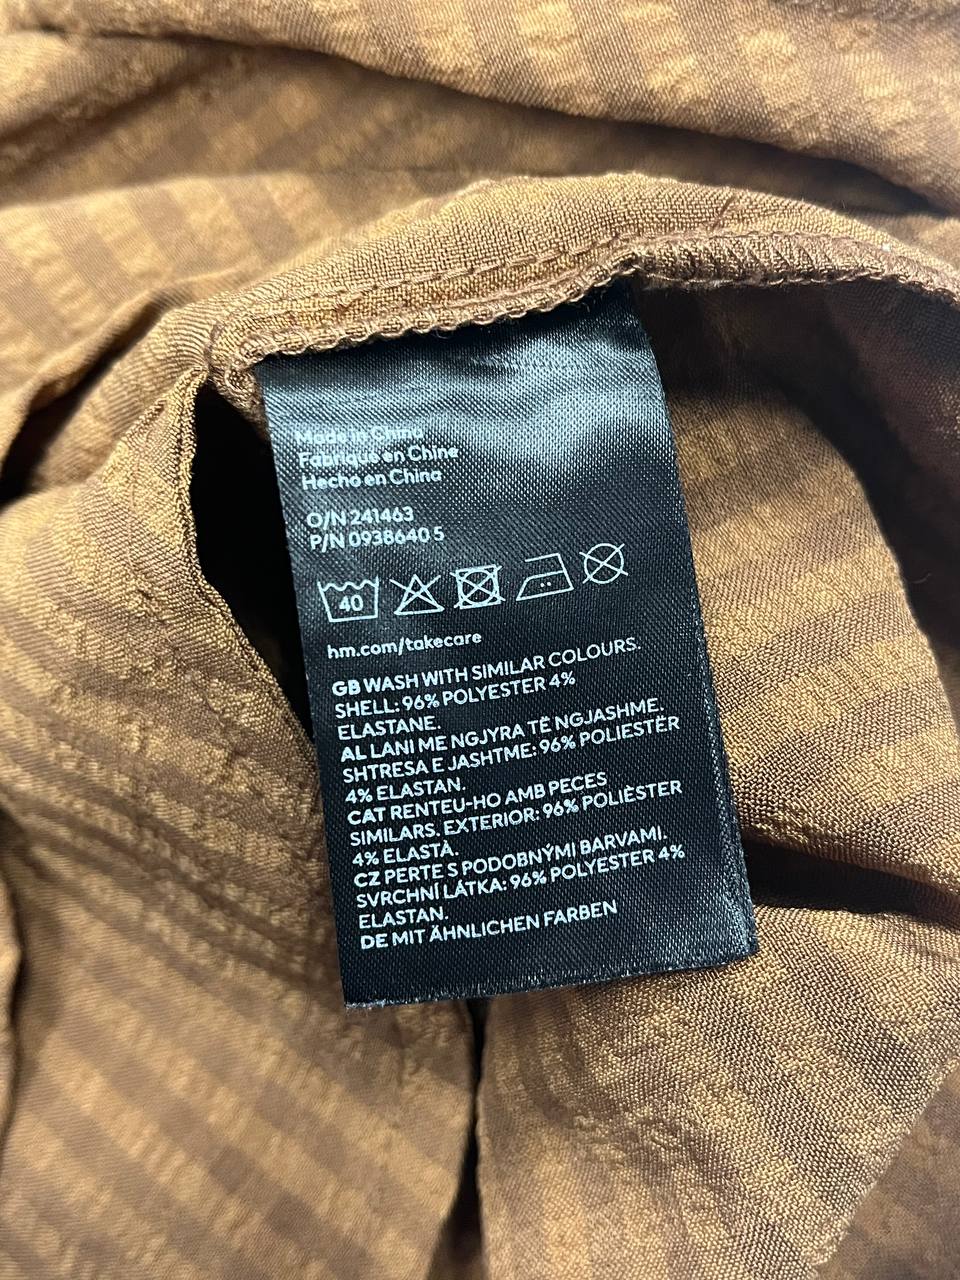 Made in China
Fabriqué en Chine
Hecho en China
O/N 241463
P/N 0938640 5
40
hm.com/takecare
GB WASH WITH SIMILAR COLOURS.
SHELL: 96% POLYESTER 4%
ELASTANE.
AL LANI ME NGJYRA TË NGJASHME.
SHTRESA E JASHTME: 96% POLIESTËR
4% ELASTAN.
CAT RENTEU-HO AMB PECES
SIMILARS. EXTERIOR: 96% POLIÈSTER
4% ELASTÀ.
CZ PERTE S PODOBNÝMI BARVAMI.
SVRCHNÍ LÁTKA: 96% POLYESTER 4%
ELASTAN.
DE MIT ÄHNLICHEN FARBEN